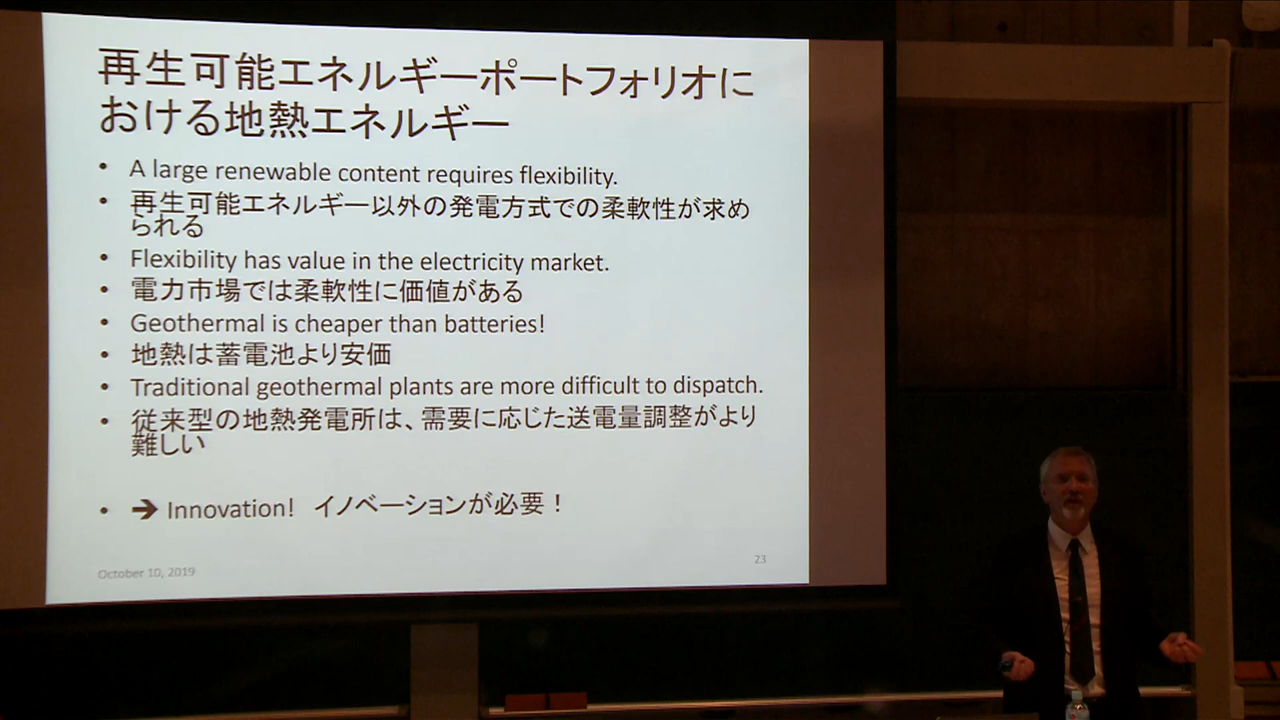 再生可能エネルギーポートフォリオに
おける地熱エネルギー
• A large renewable content requires flexibility.
• 再生可能エネルギー以外の発電方式での柔軟性が求め
られる
• Flexibility has value in the electricity market.
• 電力市場では柔軟性に価値がある
• Geothermal is cheaper than batteries!
• 地熱は蓄電池より安価
• Traditional geothermal plants are more difficult to dispatch.
• 従来型の地熱発電所は、需要に応じた送電量調整がより
難しい
• ➔ Innovation! イノベーションが必要！
October 10, 2019
23